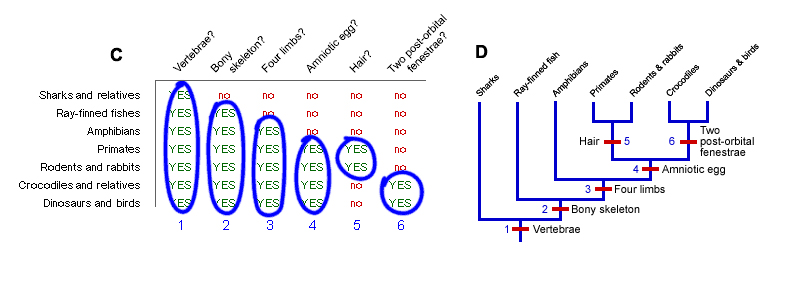 C
Vertebrae?
Bony skeleton?
Four limbs?
Amniotic egg?
Hair?
Two post-orbital fenestrae?
Sharks and relatives YES no no no no no
Ray-finned fishes YES YES no no no no
Amphibians YES YES YES no no no
Primates YES YES YES YES YES no
Rodents and rabbits YES YES YES YES YES no
Crocodiles and relatives YES YES YES YES no YES
Dinosaurs and birds YES YES YES YES no YES
1 2 3 4 5 6
D
Sharks
Ray-finned fish
Amphibians
Primates
Rodents & rabbits
Crocodiles
Dinosaurs & birds
Hair 5
6 Two
post-orbital
fenestrae
4 Amniotic egg
3 Four limbs
2 Bony skeleton
1 Vertebrae